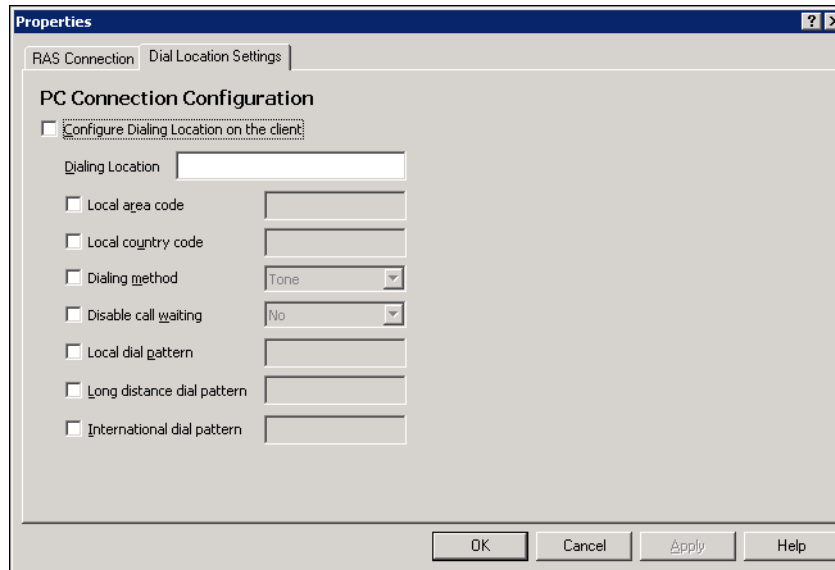 Properties
RAS Connection Dial Location Settings
PC Connection Configuration
Configure Dialing Location on the client
Dialing Location
Local area code
Local country code
Dialing method Tone
Disable call waiting No
Local dial pattern
Long distance dial pattern
International dial pattern
OK Cancel Apply Help